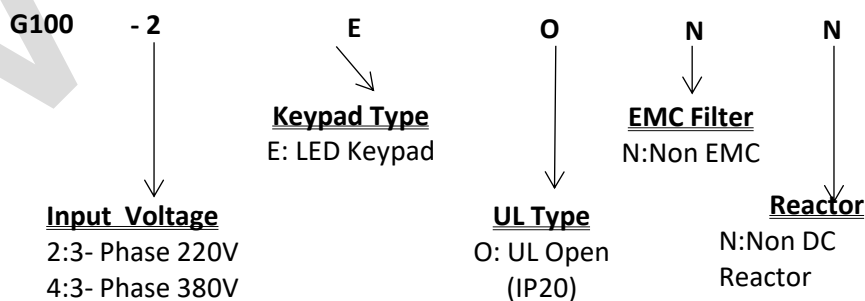 G100 - 2 E O N N
Keypad Type
E: LED Keypad
EMC Filter
N:Non EMC
Input Voltage
2:3- Phase 220V
4:3- Phase 380V
UL Type
O: UL Open
(IP20)
Reactor
N:Non DC
Reactor